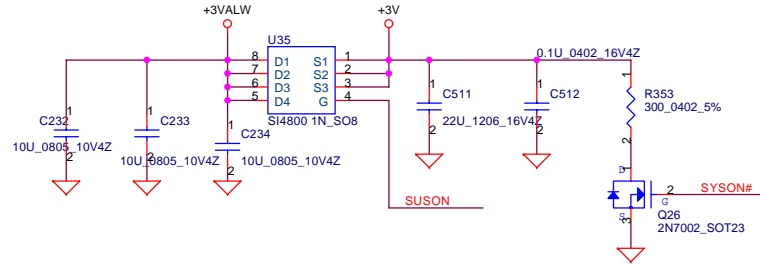 +3VALW
+3V
U35
8 D1 S1 1
7 D2 S2 2
6 D3 S3 3
5 D4 G 4
SI4800 1N_SO8
0.1U_0402_16V4Z
1
C232
2
10U_0805_10V4Z
1
C233
2
10U_0805_10V4Z
1
C234
2
10U_0805_10V4Z
1
C511
2
22U_1206_16V4Z
1
C512
2
1
R353
300_0402_5%
2
SUSON
1
D
2
G
SYSON#
S
3
Q26
2N7002_SOT23